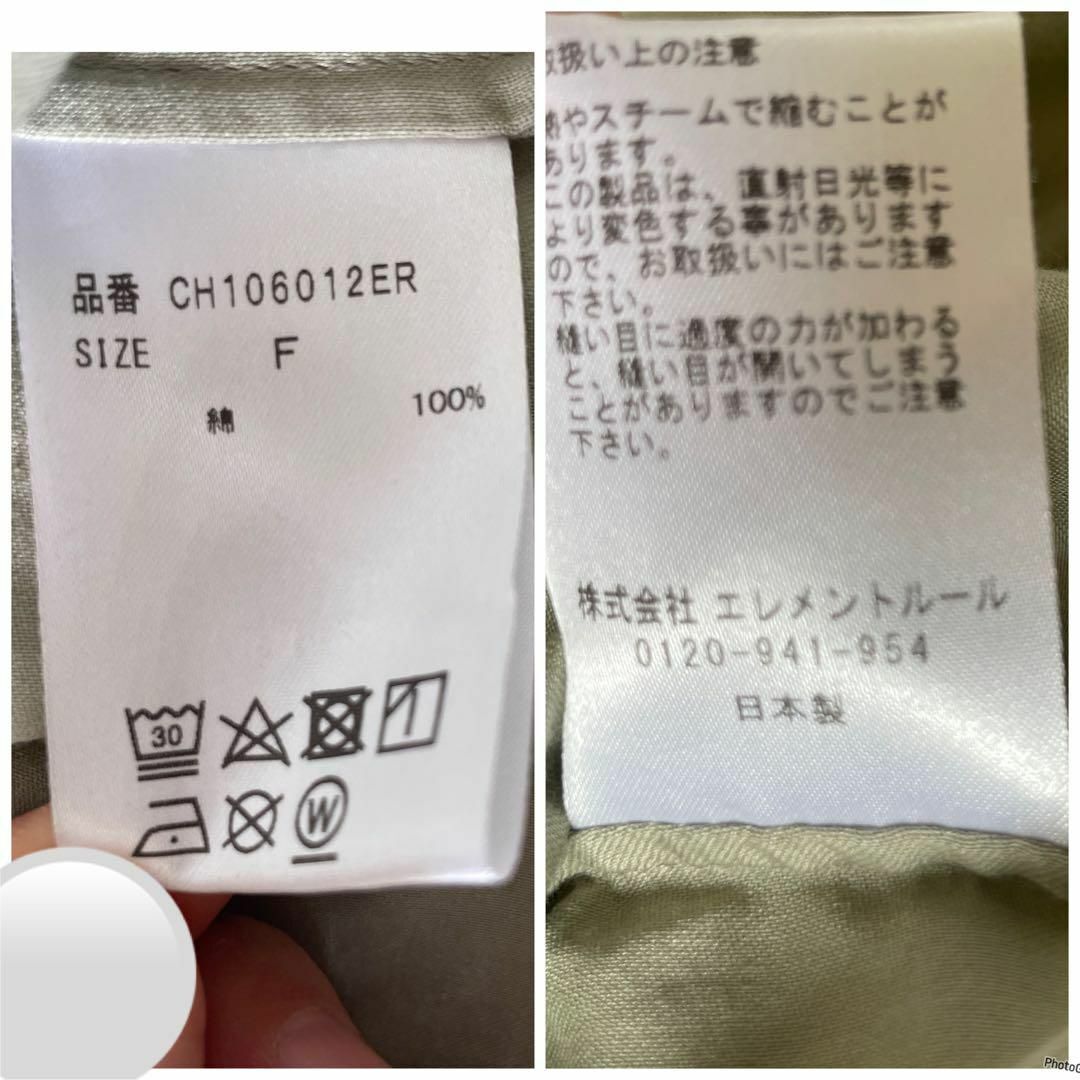 品番 CH106012ER
SIZE F
綿 100%
30
W
取扱い上の注意
熱やスチームで縮むことが
あります。
この製品は、直射日光等に
より変色する事があります
ので、お取扱いにはご注意
下さい。
縫い目に過度の力が加わる
と、縫い目が開いてしまう
ことがありますのでご注意
下さい。
株式会社 エレメントルール
0120-941-954
日本製